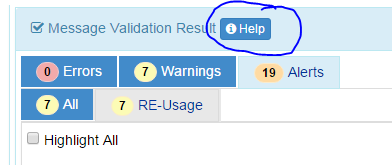 Message Validation Result Help
0 Errors 7 Warnings 19 Alerts
7 All 7 RE-Usage
Highlight All